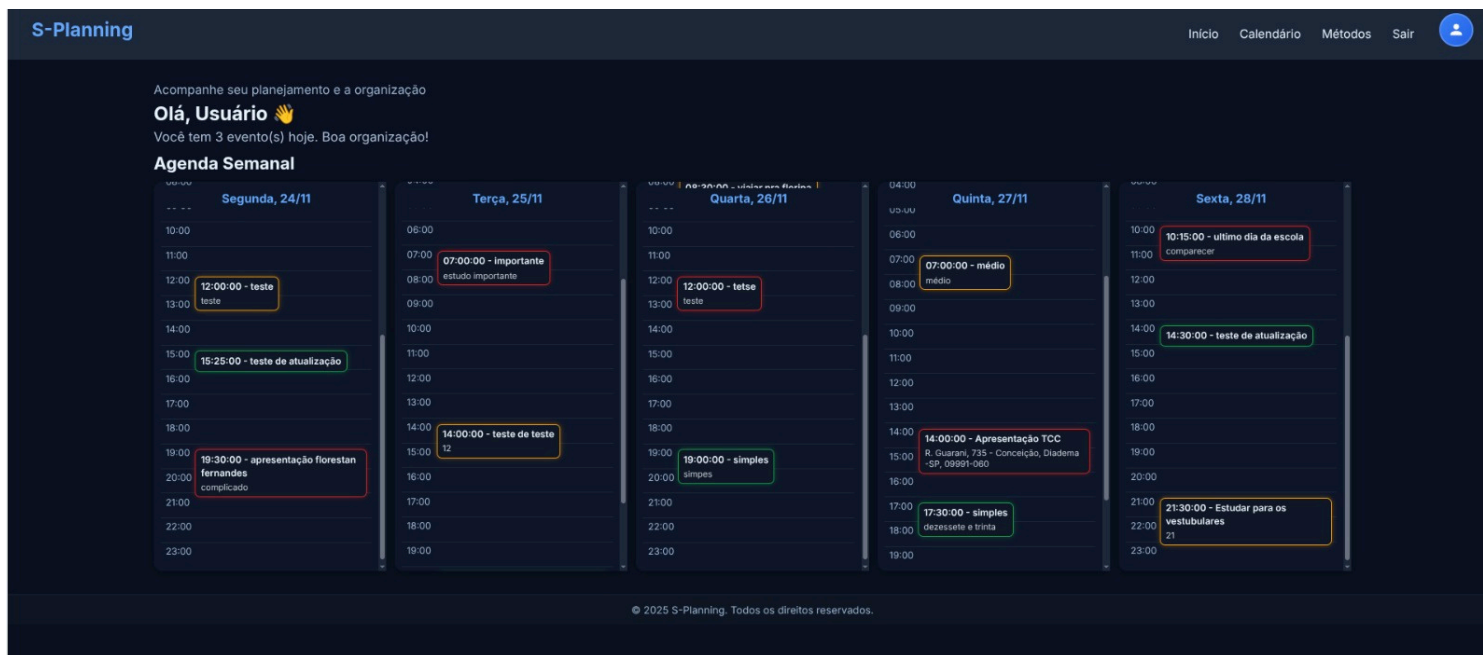 S-Planning
Início Calendário Métodos Sair
Acompanhe seu planejamento e a organização
Olá, Usuário 👋
Você tem 3 evento(s) hoje. Boa organização!
Agenda Semanal
Segunda, 24/11
10:00
11:00
12:00
12:00:00 - teste
teste
13:00
14:00
15:00
15:25:00 - teste de atualização
16:00
17:00
18:00
19:00
19:30:00 - apresentação florestan
fernandes
complicado
20:00
21:00
22:00
23:00
Terça, 25/11
06:00
07:00
07:00:00 - importante
estudo importante
08:00
09:00
10:00
11:00
12:00
13:00
14:00
14:00:00 - teste de teste
12
15:00
16:00
17:00
18:00
19:00
08:30:00 - viajar pra floripa
Quarta, 26/11
10:00
11:00
12:00
12:00:00 - tetse
teste
13:00
14:00
15:00
16:00
17:00
18:00
19:00
19:00:00 - simples
simpes
20:00
21:00
22:00
23:00
04:00
Quinta, 27/11
05:00
06:00
07:00
07:00:00 - médio
médio
08:00
09:00
10:00
11:00
12:00
13:00
14:00
14:00:00 - Apresentação TCC
R. Guarani, 735 - Conceição, Diadema
-SP, 09991-060
15:00
16:00
17:00
17:30:00 - simples
dezessete e trinta
18:00
19:00
Sexta, 28/11
10:00
10:15:00 - ultimo dia da escola
comparecer
11:00
12:00
13:00
14:00
14:30:00 - teste de atualização
15:00
16:00
17:00
18:00
19:00
20:00
21:00
21:30:00 - Estudar para os
vestubulares
21
22:00
23:00
© 2025 S-Planning. Todos os direitos reservados.